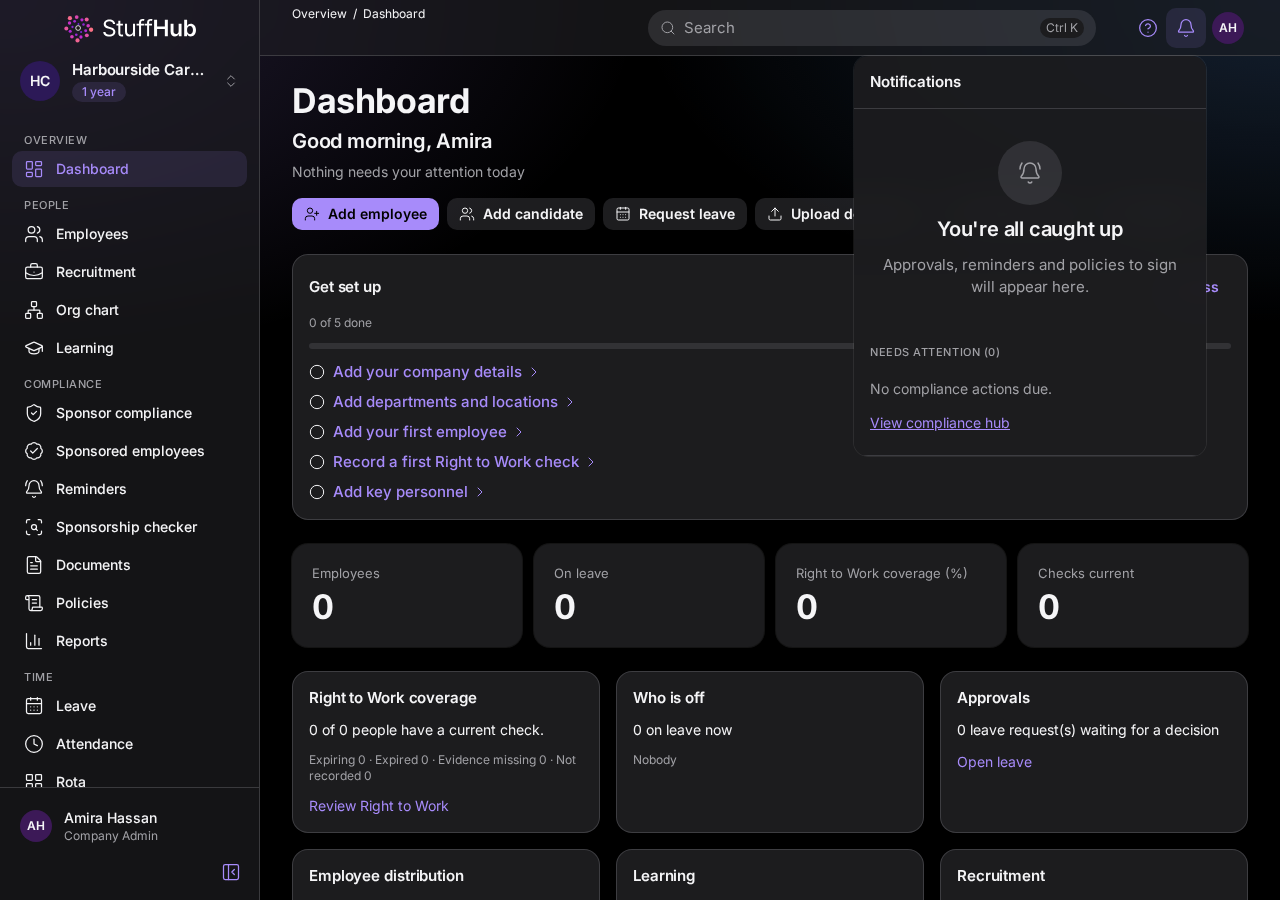 StuffHub
HC
Harbourside Car...
1 year
OVERVIEW
Dashboard
PEOPLE
Employees
Recruitment
Org chart
Learning
COMPLIANCE
Sponsor compliance
Sponsored employees
Reminders
Sponsorship checker
Documents
Policies
Reports
TIME
Leave
Attendance
Rota
AH
Amira Hassan
Company Admin
Overview / Dashboard
Search
Ctrl K
AH
Dashboard
Good morning, Amira
Nothing needs your attention today
Add employee
Add candidate
Request leave
Upload d
Get set up
ss
0 of 5 done
Add your company details
Add departments and locations
Add your first employee
Record a first Right to Work check
Add key personnel
Notifications
You're all caught up
Approvals, reminders and policies to sign
will appear here.
NEEDS ATTENTION (0)
No compliance actions due.
View compliance hub
Employees
0
On leave
0
Right to Work coverage (%)
0
Checks current
0
Right to Work coverage
0 of 0 people have a current check.
Expiring 0 · Expired 0 · Evidence missing 0 · Not
recorded 0
Review Right to Work
Who is off
0 on leave now
Nobody
Approvals
0 leave request(s) waiting for a decision
Open leave
Employee distribution
Learning
Recruitment